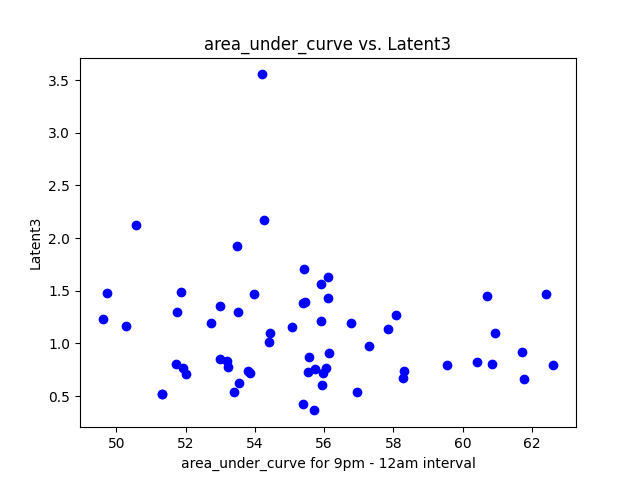 area_under_curve vs. Latent3
3.5
3.0
2.5
2.0
1.5
1.0
0.5
Latent3
50 52 54 56 58 60 62
area_under_curve for 9pm - 12am interval